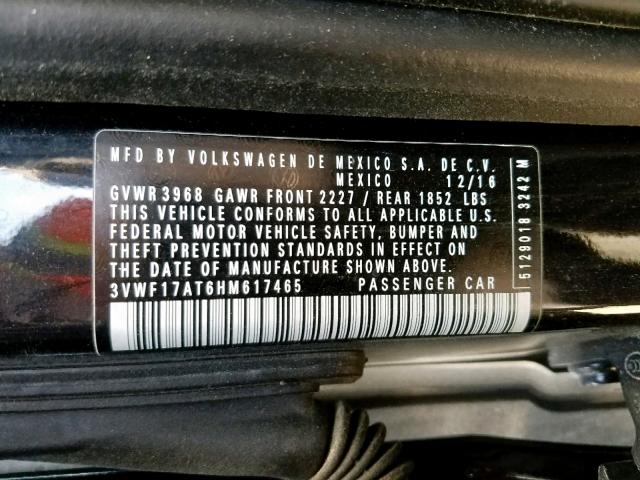 MFD BY VOLKSWAGEN DE MEXICO S.A. DE C.V.
MEXICO 12/16
GVWR 3968 GAWR FRONT 2227 / REAR 1852 LBS
THIS VEHICLE CONFORMS TO ALL APPLICABLE U.S.
FEDERAL MOTOR VEHICLE SAFETY, BUMPER AND
THEFT PREVENTION STANDARDS IN EFFECT ON
THE DATE OF MANUFACTURE SHOWN ABOVE.
3VWF17AT6HM617465 PASSENGER CAR
5129018 3242 M